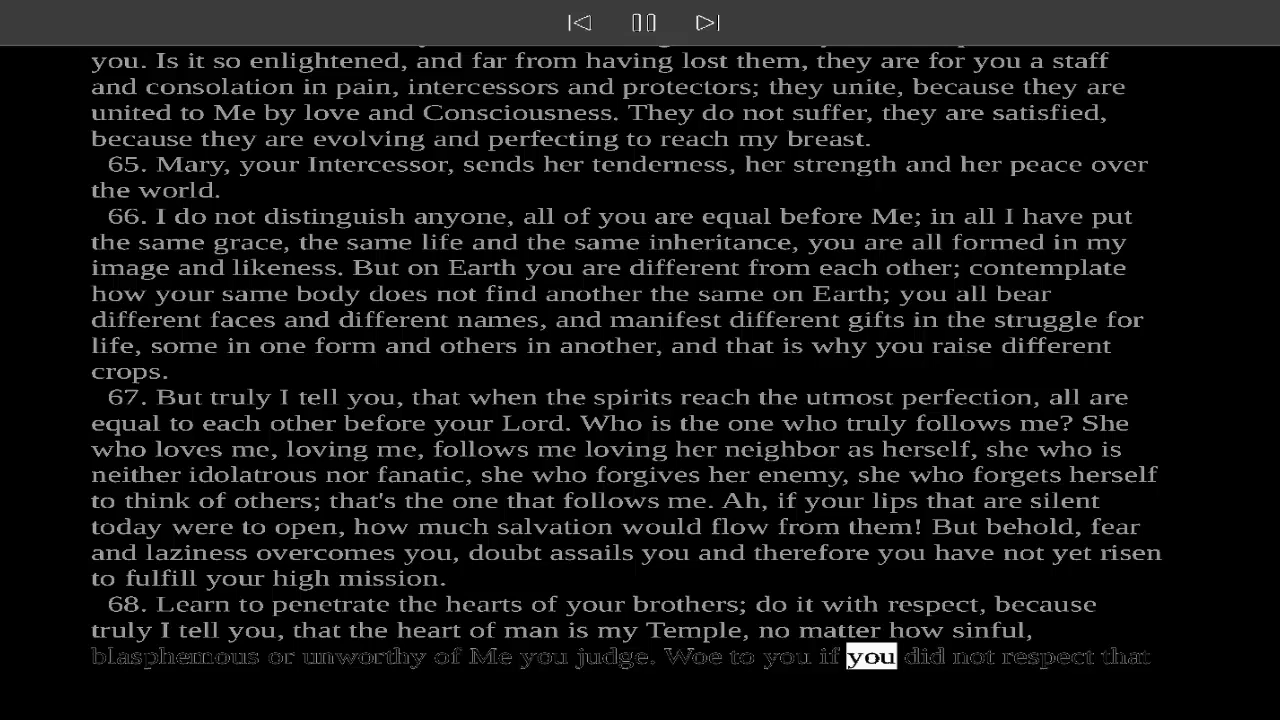 you. Is it so enlightened, and far from having lost them, they are for you a staff
and consolation in pain, intercessors and protectors; they unite, because they are
united to Me by love and Consciousness. They do not suffer, they are satisfied,
because they are evolving and perfecting to reach my breast.
65. Mary, your Intercessor, sends her tenderness, her strength and her peace over
the world.
66. I do not distinguish anyone, all of you are equal before Me; in all I have put
the same grace, the same life and the same inheritance, you are all formed in my
image and likeness. But on Earth you are different from each other; contemplate
how your same body does not find another the same on Earth; you all bear
different faces and different names, and manifest different gifts in the struggle for
life, some in one form and others in another, and that is why you raise different
crops.
67. But truly I tell you, that when the spirits reach the utmost perfection, all are
equal to each other before your Lord. Who is the one who truly follows me? She
who loves me, loving me, follows me loving her neighbor as herself, she who is
neither idolatrous nor fanatic, she who forgives her enemy, she who forgets herself
to think of others; that's the one that follows me. Ah, if your lips that are silent
today were to open, how much salvation would flow from them! But behold, fear
and laziness overcomes you, doubt assails you and therefore you have not yet risen
to fulfill your high mission.
68. Learn to penetrate the hearts of your brothers; do it with respect, because
truly I tell you, that the heart of man is my Temple, no matter how sinful,
blasphemous or unworthy of Me you judge. Woe to you if you did not respect that